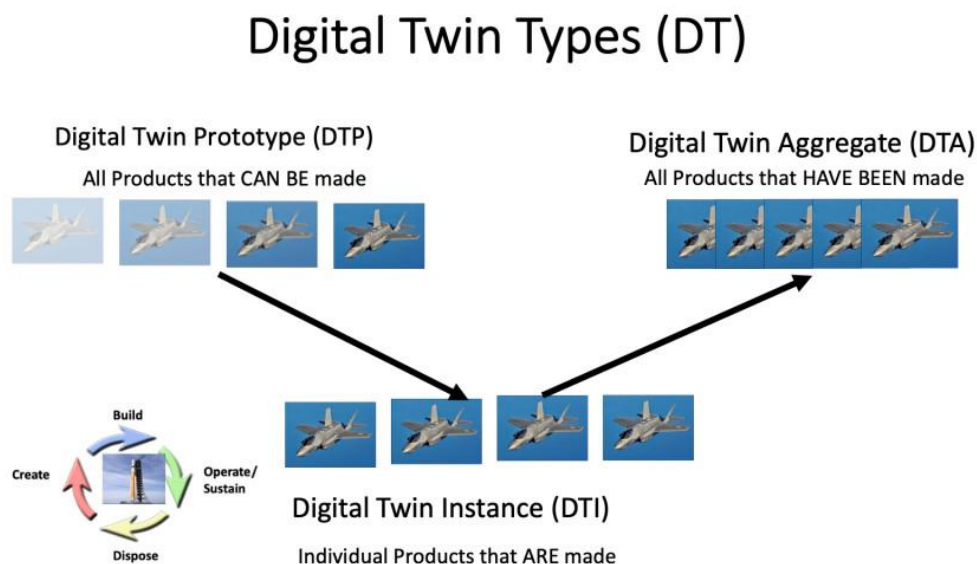 Digital Twin Types (DT)
Digital Twin Prototype (DTP)
All Products that CAN BE made
Digital Twin Aggregate (DTA)
All Products that HAVE BEEN made
Build
Create
Operate/
Sustain
Dispose
Digital Twin Instance (DTI)
Individual Products that ARE made